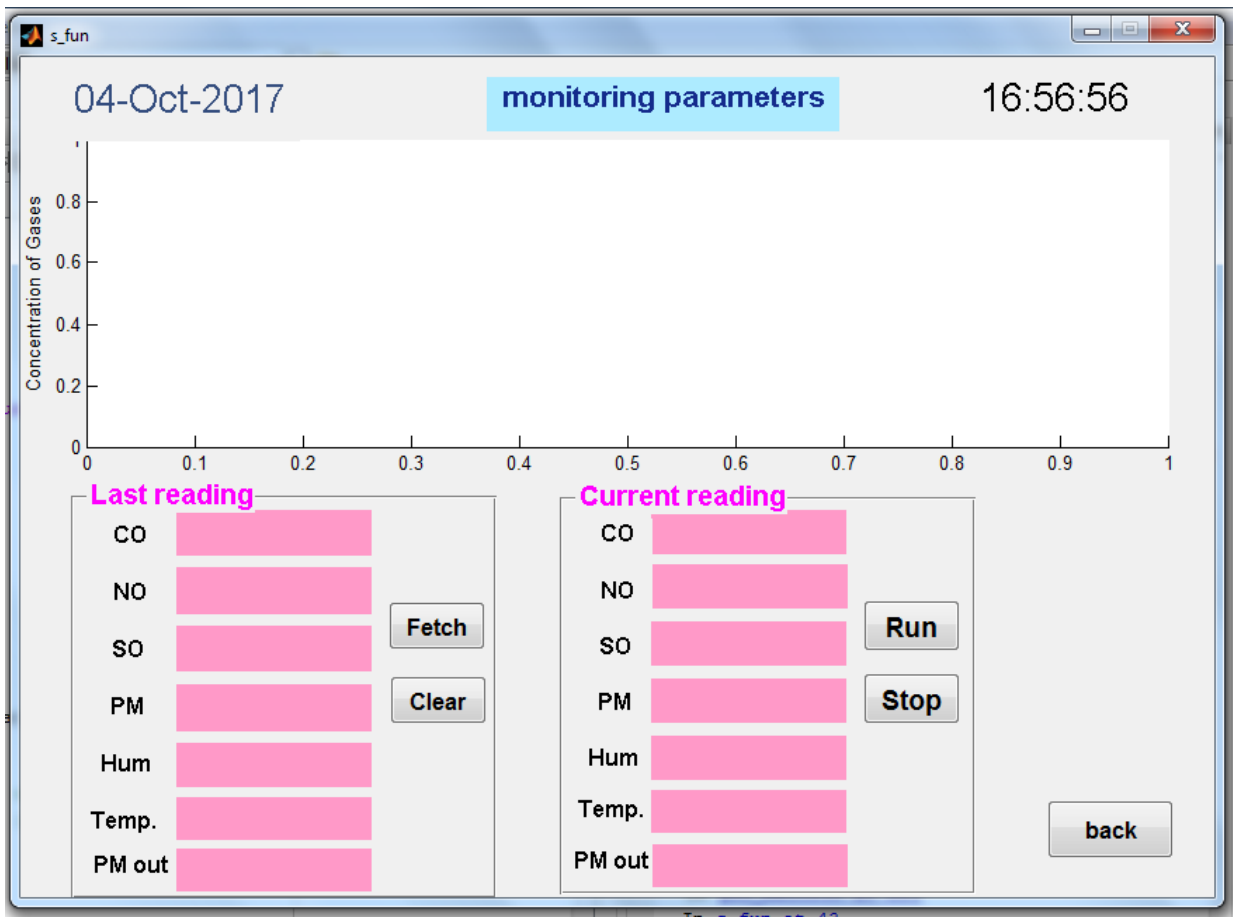 s_fun
04-Oct-2017
monitoring parameters
16:56:56
Concentration of Gases
1
0.8
0.6
0.4
0.2
0
0 0.1 0.2 0.3 0.4 0.5 0.6 0.7 0.8 0.9 1
Last reading
CO
NO
SO
PM
Hum
Temp.
PM out
Fetch
Clear
Current reading
CO
NO
SO
PM
Hum
Temp.
PM out
Run
Stop
back